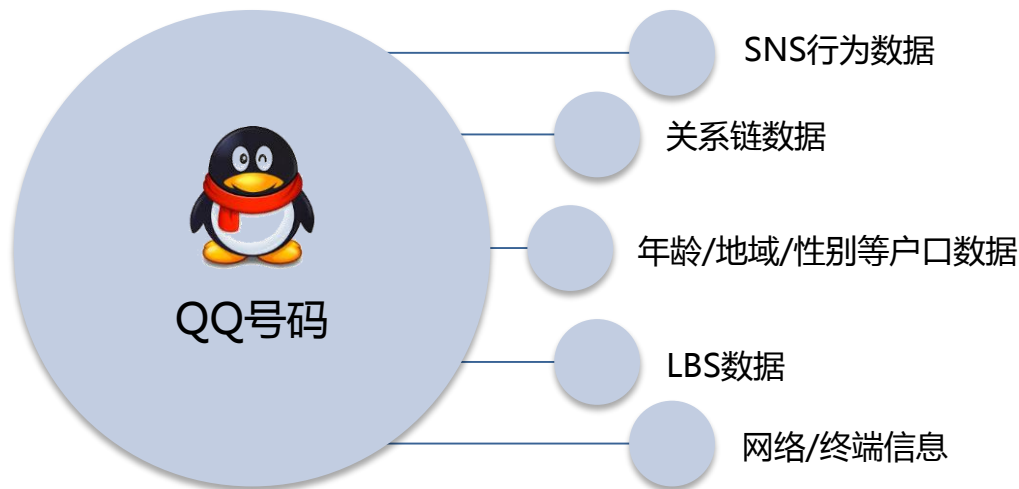 SNS行为数据
关系链数据
年龄/地域/性别等户口数据
QQ号码
LBS数据
网络/终端信息